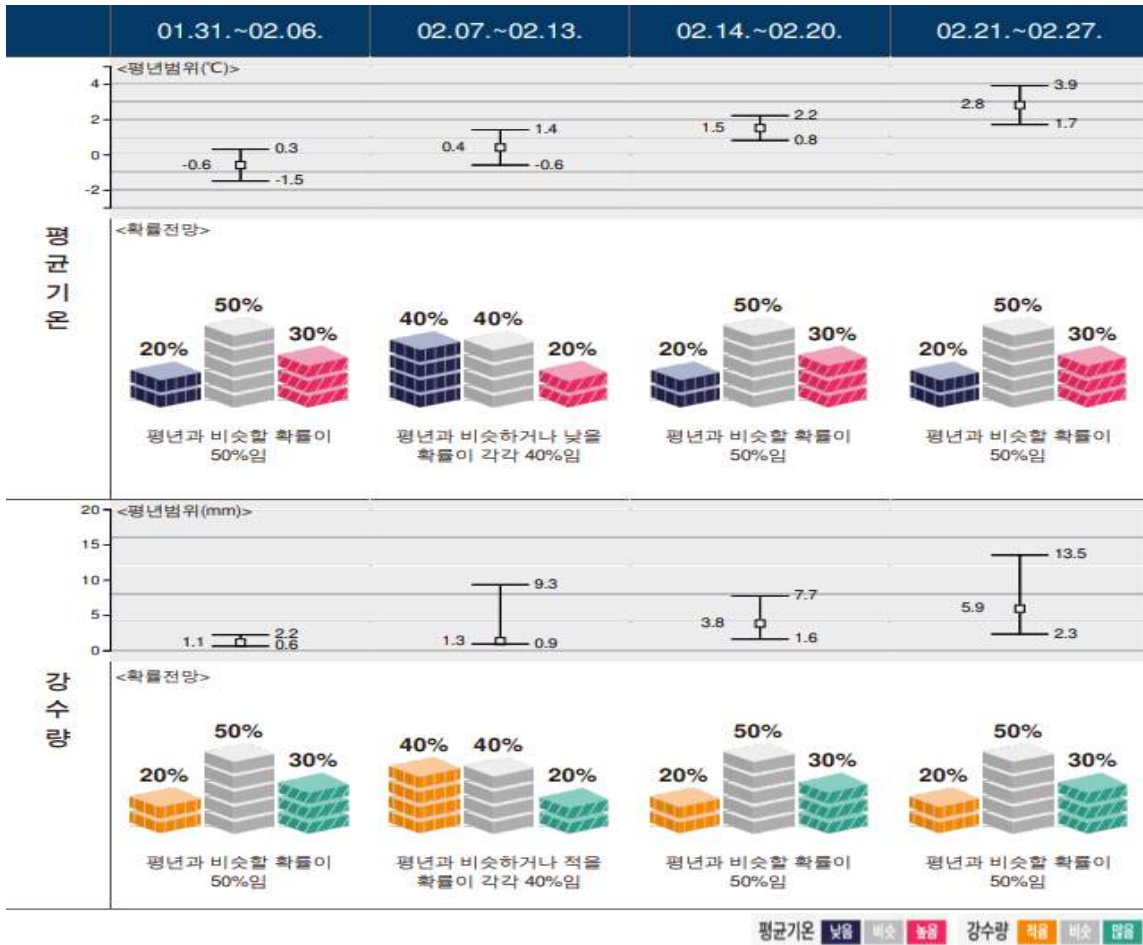 01.31.~02.06. 02.07.~02.13. 02.14.~02.20. 02.21.~02.27.
평균기온
<평년범위(℃)>
4
2
0
-2
0.3
-0.6
-1.5
1.4
0.4
-0.6
2.2
1.5
0.8
3.9
2.8
1.7
<확률전망>
20% 50% 30%
40% 40% 20%
20% 50% 30%
20% 50% 30%
평년과 비슷할 확률이
50%임
평년과 비슷하거나 낮을
확률이 각각 40%임
평년과 비슷할 확률이
50%임
평년과 비슷할 확률이
50%임
강수량
<평년범위(mm)>
20
15
10
5
0
2.2
1.1
0.6
9.3
1.3
0.9
7.7
3.8
1.6
13.5
5.9
2.3
<확률전망>
20% 50% 30%
40% 40% 20%
20% 50% 30%
20% 50% 30%
평년과 비슷할 확률이
50%임
평년과 비슷하거나 적을
확률이 각각 40%임
평년과 비슷할 확률이
50%임
평년과 비슷할 확률이
50%임
평균기온 낮음 비슷 높음 강수량 적음 비슷 많음